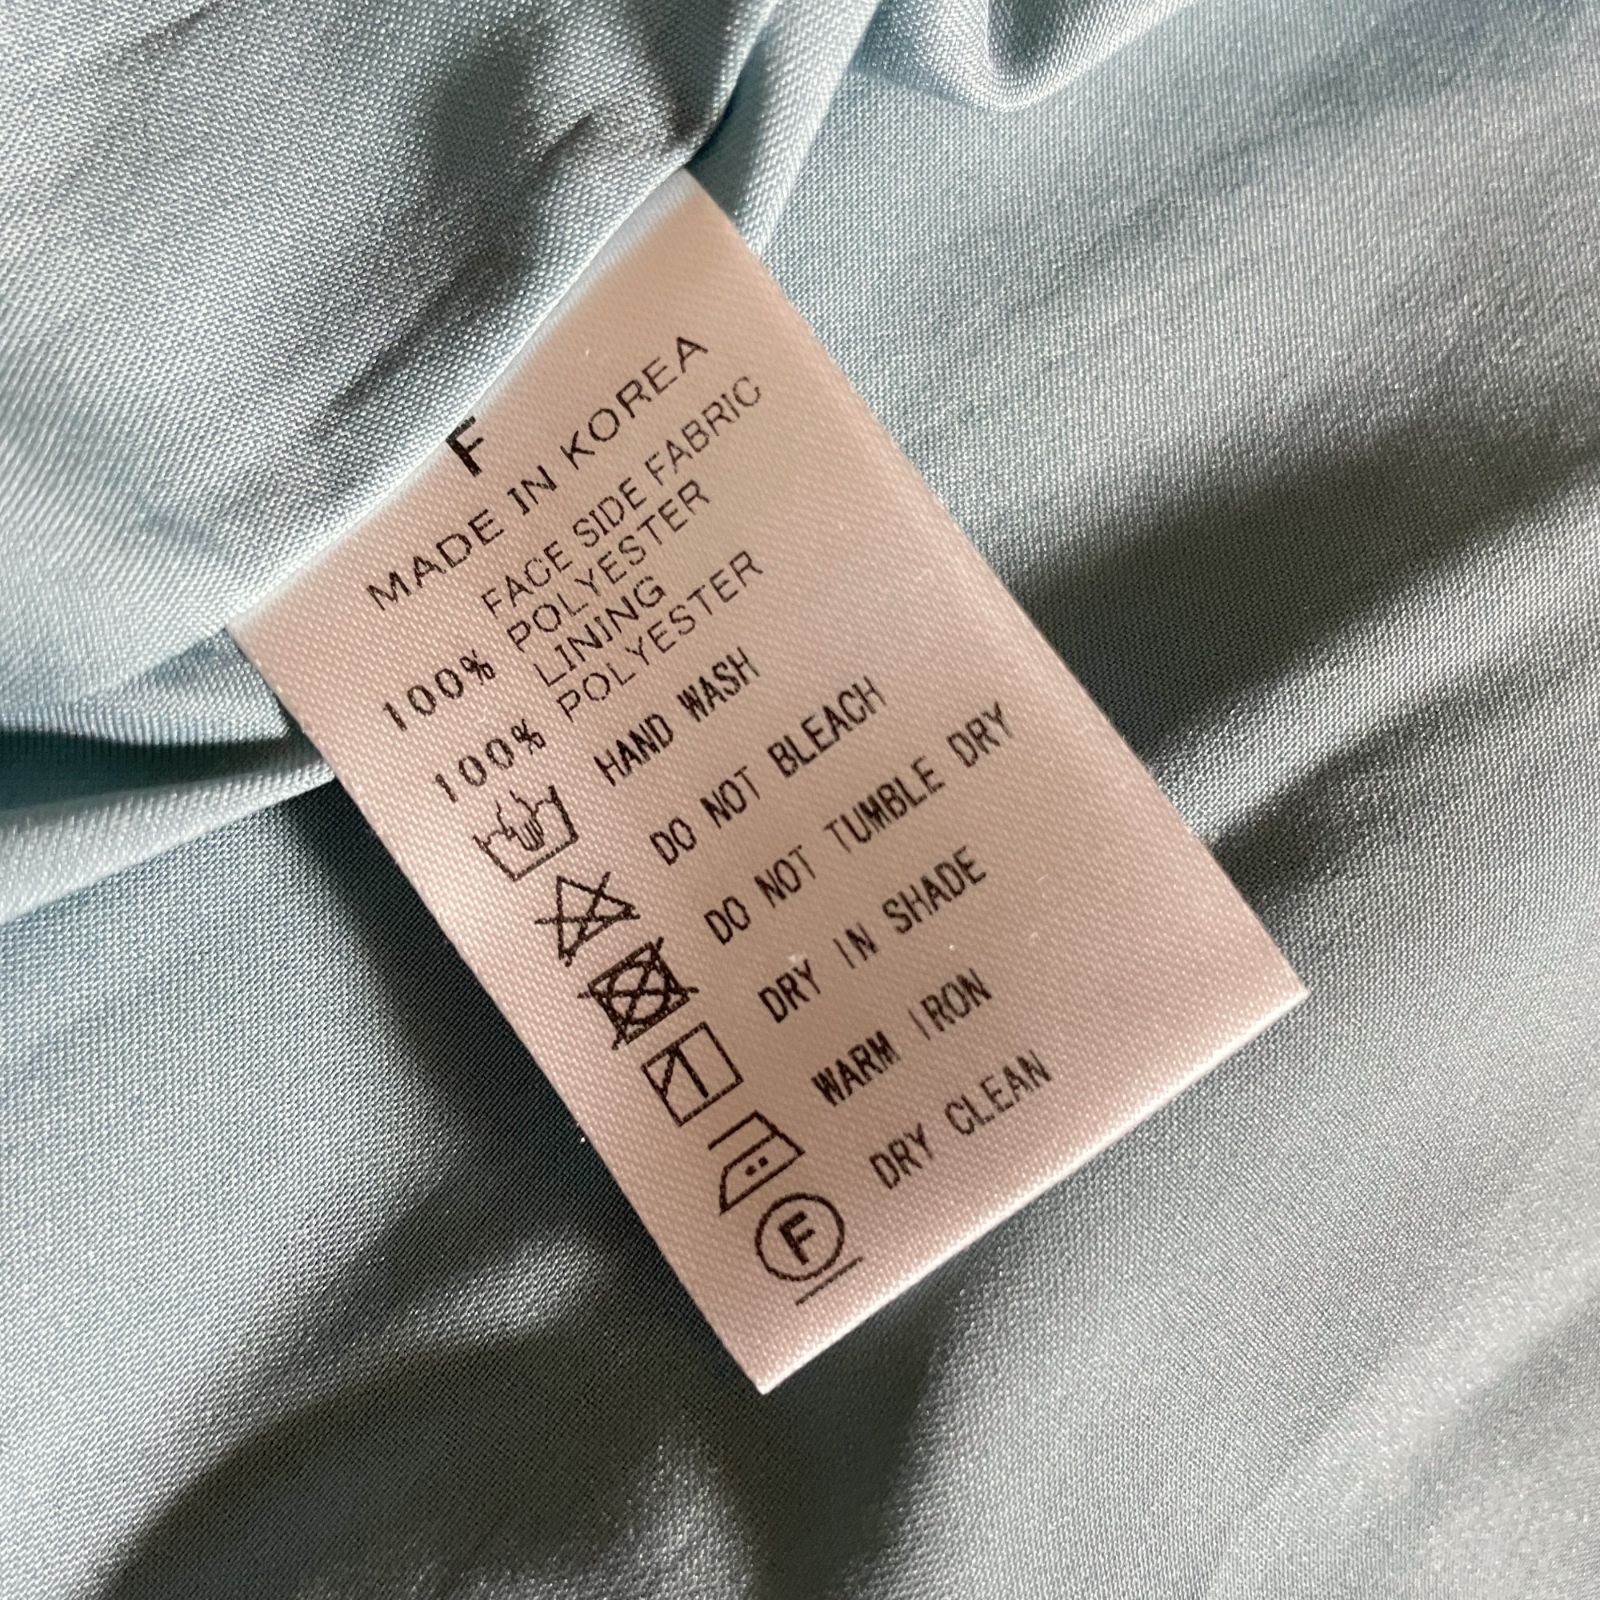 F
MADE IN KOREA
FACE SIDE FABRIC
100% POLYESTER
LINING
100% POLYESTER
HAND WASH
DO NOT BLEACH
DO NOT TUMBLE DRY
DRY IN SHADE
WARM IRON
F DRY CLEAN